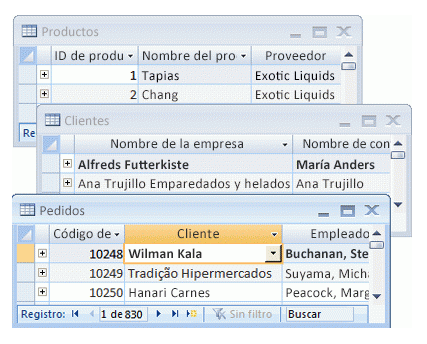 Productos
ID de produ Nombre del pro Proveedor
1 Tapias Exotic Liquids
2 Chang Exotic Liquids
Re
Clientes
Nombre de la empresa Nombre de con
Alfreds Futterkiste María Anders
Ana Trujillo Emparedados y helados Ana Trujillo
Pedidos
Código de Cliente Empleado
10248 Wilman Kala Buchanan, Ste
10249 Tradição Hipermercados Suyama, Micha
10250 Hanari Carnes Peacock, Marg
Registro: 1 de 830 Sin filtro Buscar